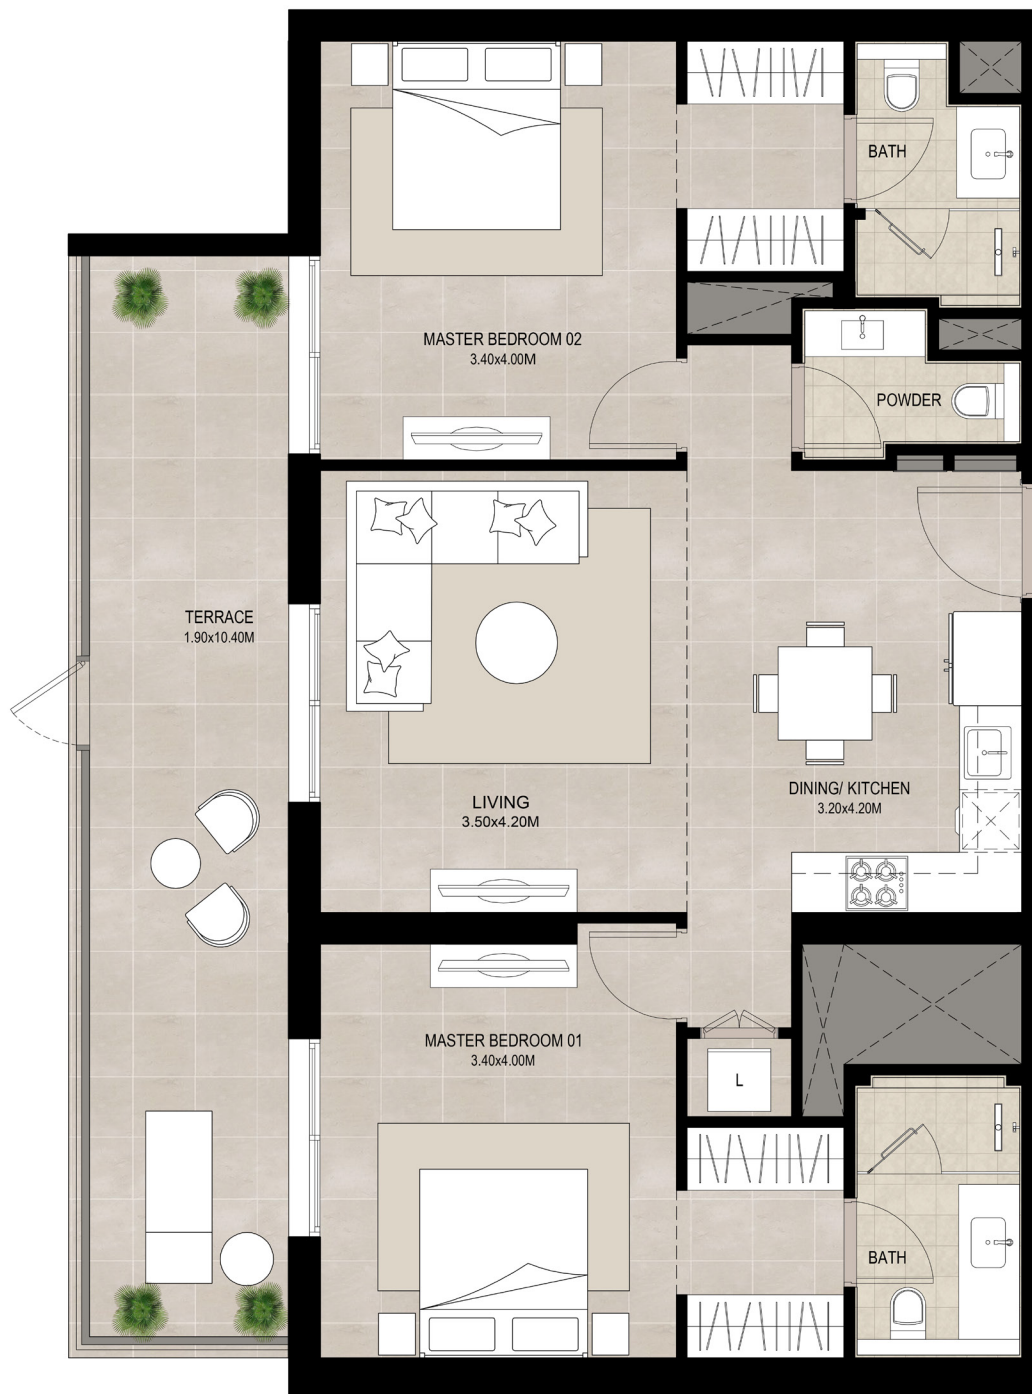 BATH
MASTER BEDROOM 02
3.40x4.00M
POWDER
TERRACE
1.90x10.40M
LIVING
3.50x4.20M
DINING/ KITCHEN
3.20x4.20M
MASTER BEDROOM 01
3.40x4.00M
L
BATH